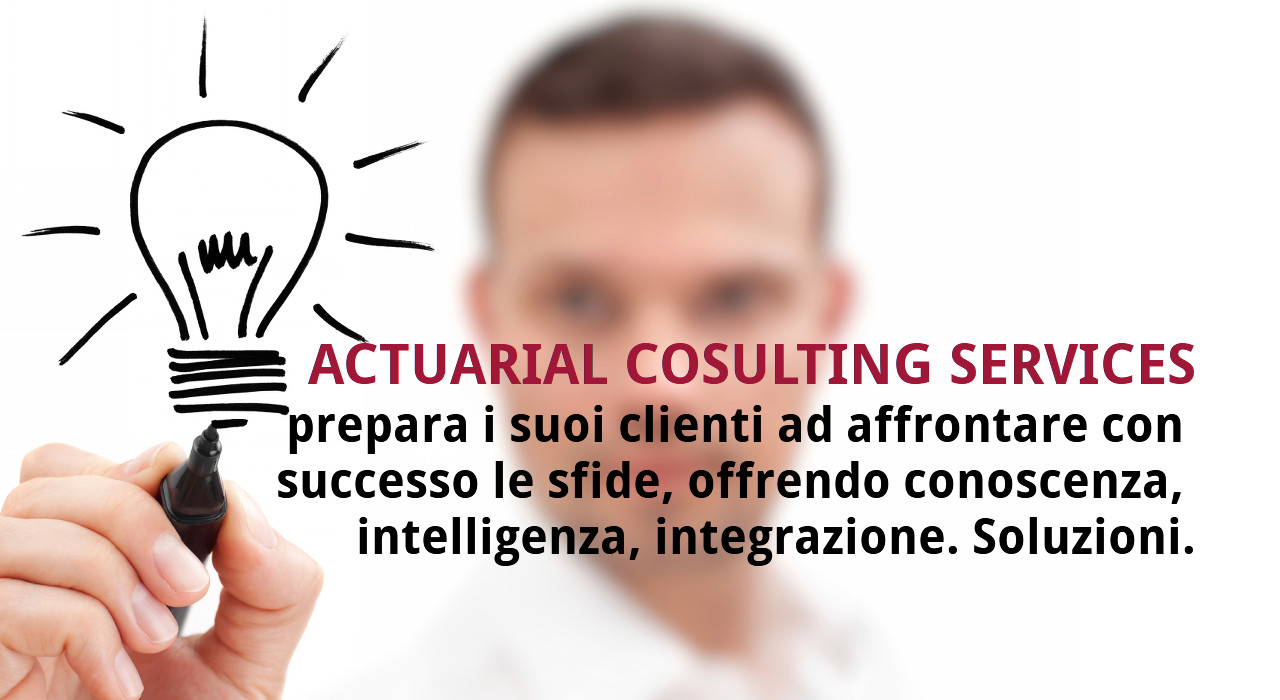 ACTUARIAL COSULTING SERVICES
prepara i suoi clienti ad affrontare con
successo le sfide, offrendo conoscenza,
intelligenza, integrazione. Soluzioni.